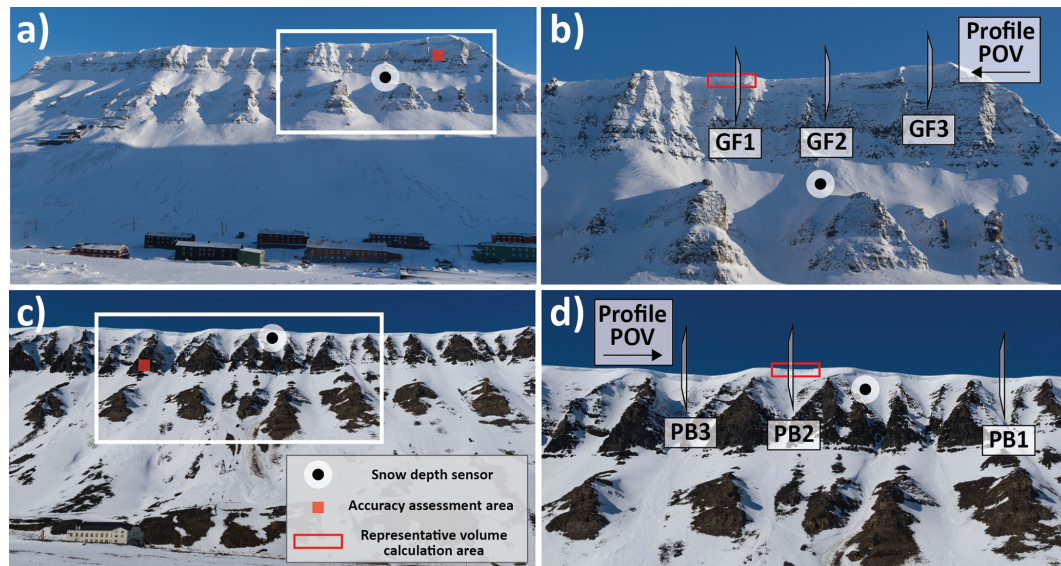 a)
b)
Profile
POV
GF1
GF2
GF3
c)
Snow depth sensor
Accuracy assessment area
Representative volume
calculation area
d)
Profile
POV
PB3
PB2
PB1